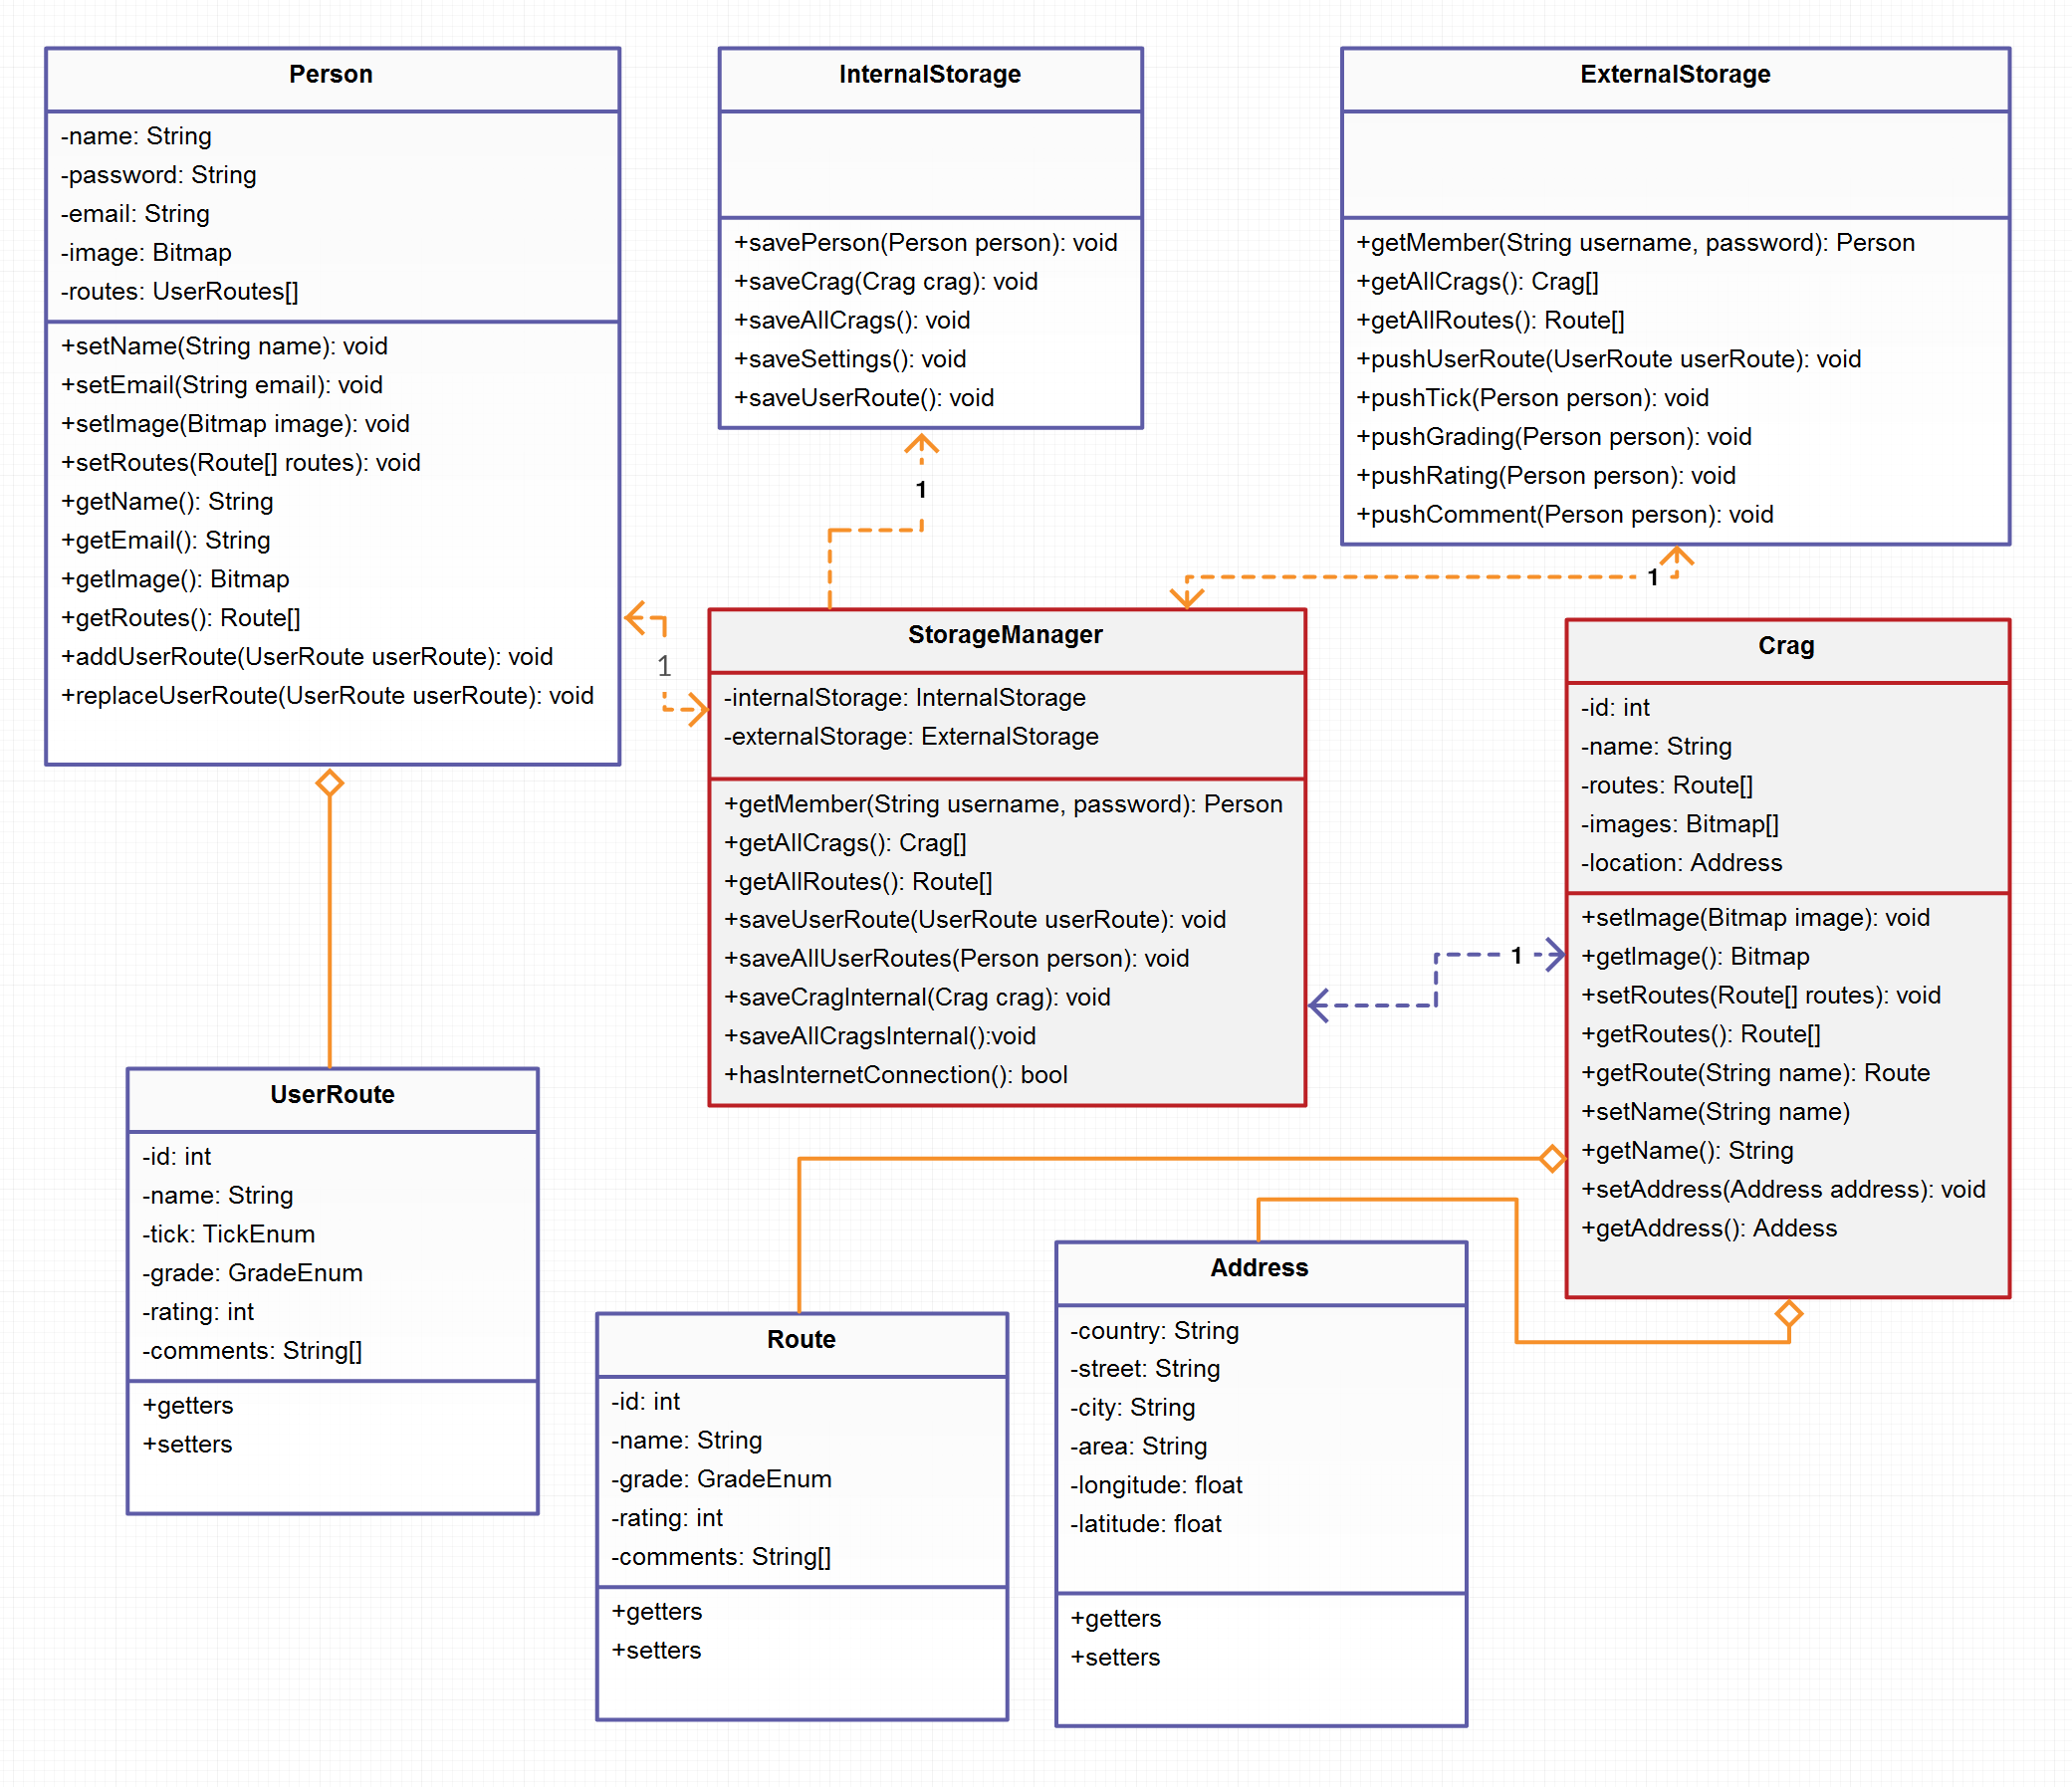 Person
-name: String
-password: String
-email: String
-image: Bitmap
-routes: UserRoutes[]
+setName(String name): void
+setEmail(String email): void
+setImage(Bitmap image): void
+setRoutes(Route[] routes): void
+getName(): String
+getEmail(): String
+getImage(): Bitmap
+getRoutes(): Route[]
+addUserRoute(UserRoute userRoute): void
+replaceUserRoute(UserRoute userRoute): void
InternalStorage
+savePerson(Person person): void
+saveCrag(Crag crag): void
+saveAllCrags(): void
+saveSettings(): void
+saveUserRoute(): void
ExternalStorage
+getMember(String username, password): Person
+getAllCrags(): Crag[]
+getAllRoutes(): Route[]
+pushUserRoute(UserRoute userRoute): void
+pushTick(Person person): void
+pushGrading(Person person): void
+pushRating(Person person): void
+pushComment(Person person): void
1
1
1
StorageManager
-internalStorage: InternalStorage
-externalStorage: ExternalStorage
+getMember(String username, password): Person
+getAllCrags(): Crag[]
+getAllRoutes(): Route[]
+saveUserRoute(UserRoute userRoute): void
+saveAllUserRoutes(Person person): void
+saveCragInternal(Crag crag): void
+saveAllCragsInternal():void
+hasInternetConnection(): bool
1
Crag
-id: int
-name: String
-routes: Route[]
-images: Bitmap[]
-location: Address
+setImage(Bitmap image): void
+getImage(): Bitmap
+setRoutes(Route[] routes): void
+getRoutes(): Route[]
+getRoute(String name): Route
+setName(String name)
+getName(): String
+setAddress(Address address): void
+getAddress(): Addess
UserRoute
-id: int
-name: String
-tick: TickEnum
-grade: GradeEnum
-rating: int
-comments: String[]
+getters
+setters
Route
-id: int
-name: String
-grade: GradeEnum
-rating: int
-comments: String[]
+getters
+setters
Address
-country: String
-street: String
-city: String
-area: String
-longitude: float
-latitude: float
+getters
+setters